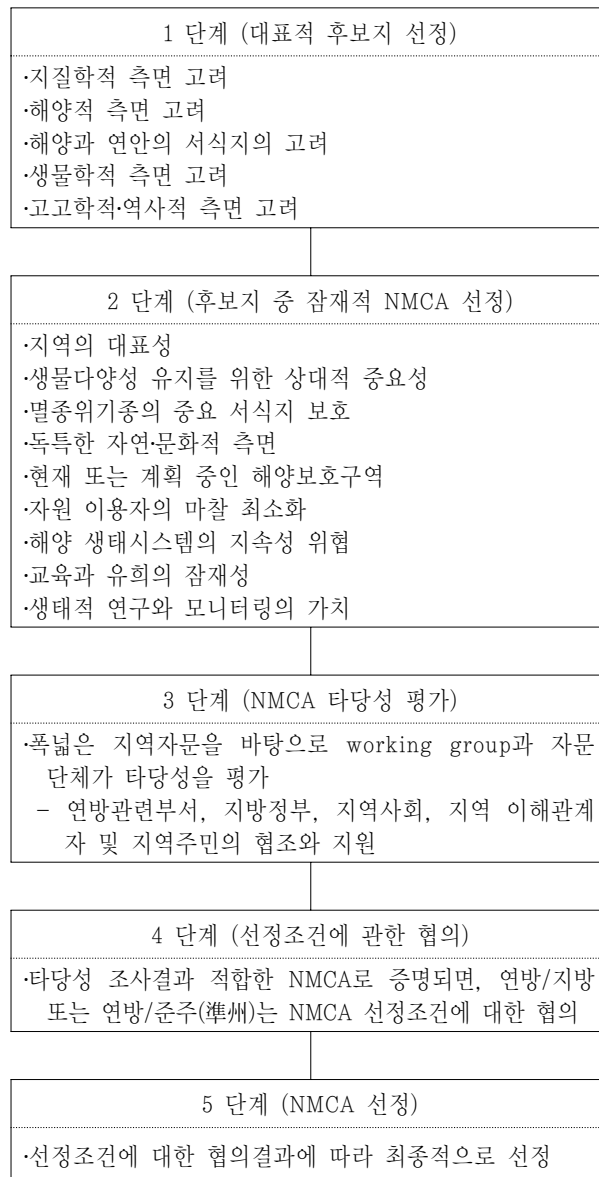 1 단계 (대표적 후보지 선정)
·지질학적 측면 고려
·해양적 측면 고려
·해양과 연안의 서식지의 고려
·생물학적 측면 고려
·고고학적·역사적 측면 고려
2 단계 (후보지 중 잠재적 NMCA 선정)
·지역의 대표성
·생물다양성 유지를 위한 상대적 중요성
·멸종위기종의 중요 서식지 보호
·독특한 자연·문화적 측면
·현재 또는 계획 중인 해양보호구역
·자원 이용자의 마찰 최소화
·해양 생태시스템의 지속성 위협
·교육과 유희의 잠재성
·생태적 연구와 모니터링의 가치
3 단계 (NMCA 타당성 평가)
·폭넓은 지역자문을 바탕으로 working group과 자문
단체가 타당성을 평가
- 연방관련부서, 지방정부, 지역사회, 지역 이해관계
자 및 지역주민의 협조와 지원
4 단계 (선정조건에 관한 협의)
·타당성 조사결과 적합한 NMCA로 증명되면, 연방/지방
또는 연방/준주(準州)는 NMCA 선정조건에 대한 협의
5 단계 (NMCA 선정)
·선정조건에 대한 협의결과에 따라 최종적으로 선정